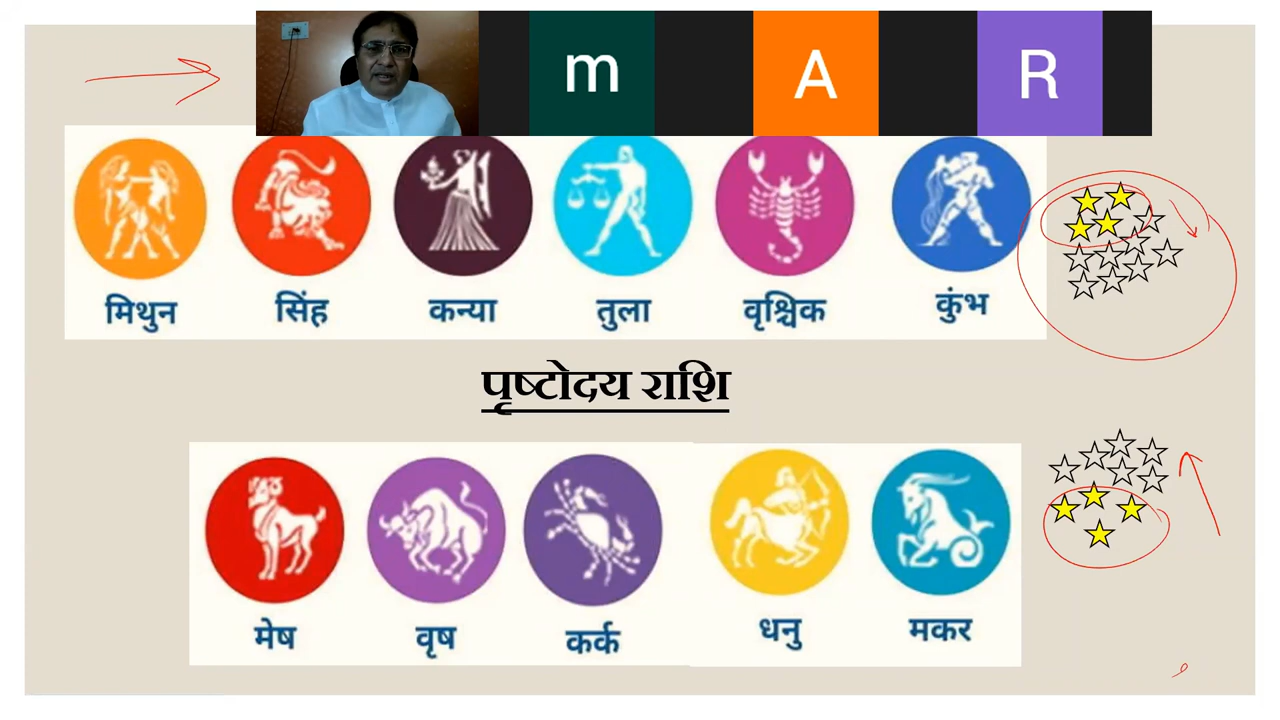 m A R
मिथुन सिंह कन्या तुला वृश्चिक कुंभ
पृष्टोदय राशि
मेष वृष कर्क धनु मकर